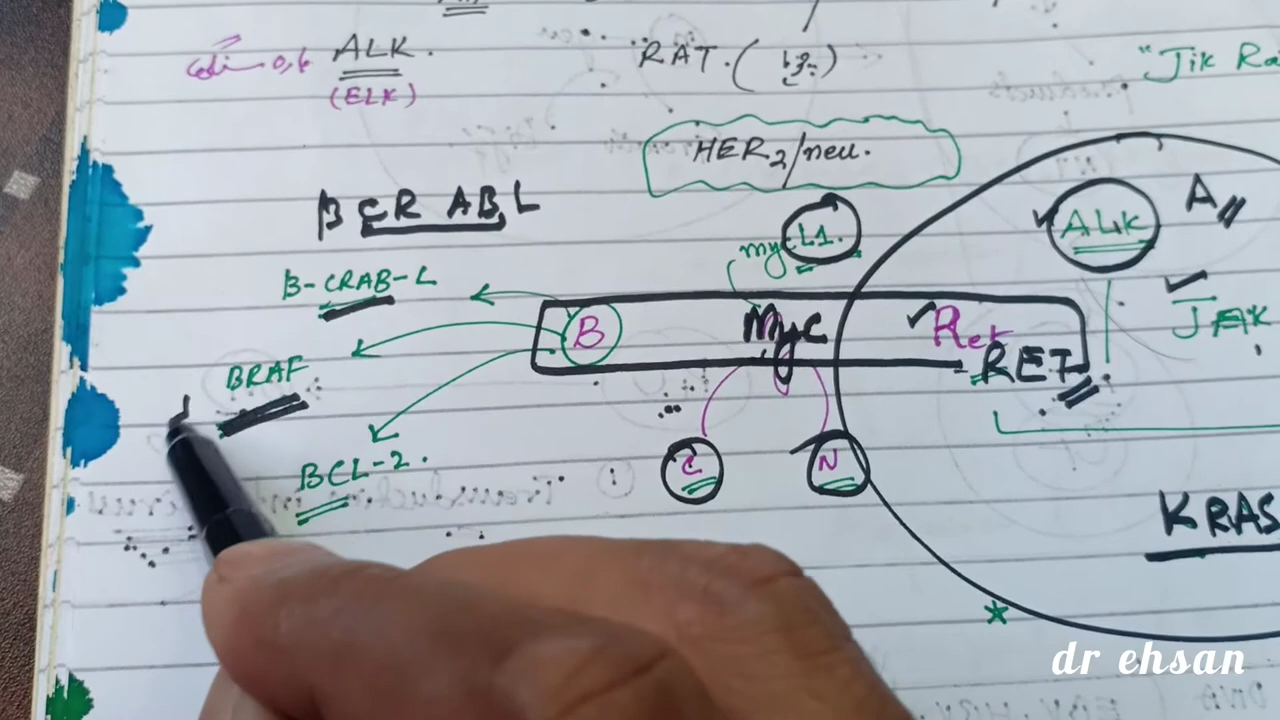 ALK.
(ELK)
RAT. (
"Jik Ra
HER2/neu.
BCR ABL
myc L1.
ALK
A
B-CRAB-L
B
Myc
Ret
RET
JAK
BRAF
BCL-2.
C
N
KRAS
dr ehsan